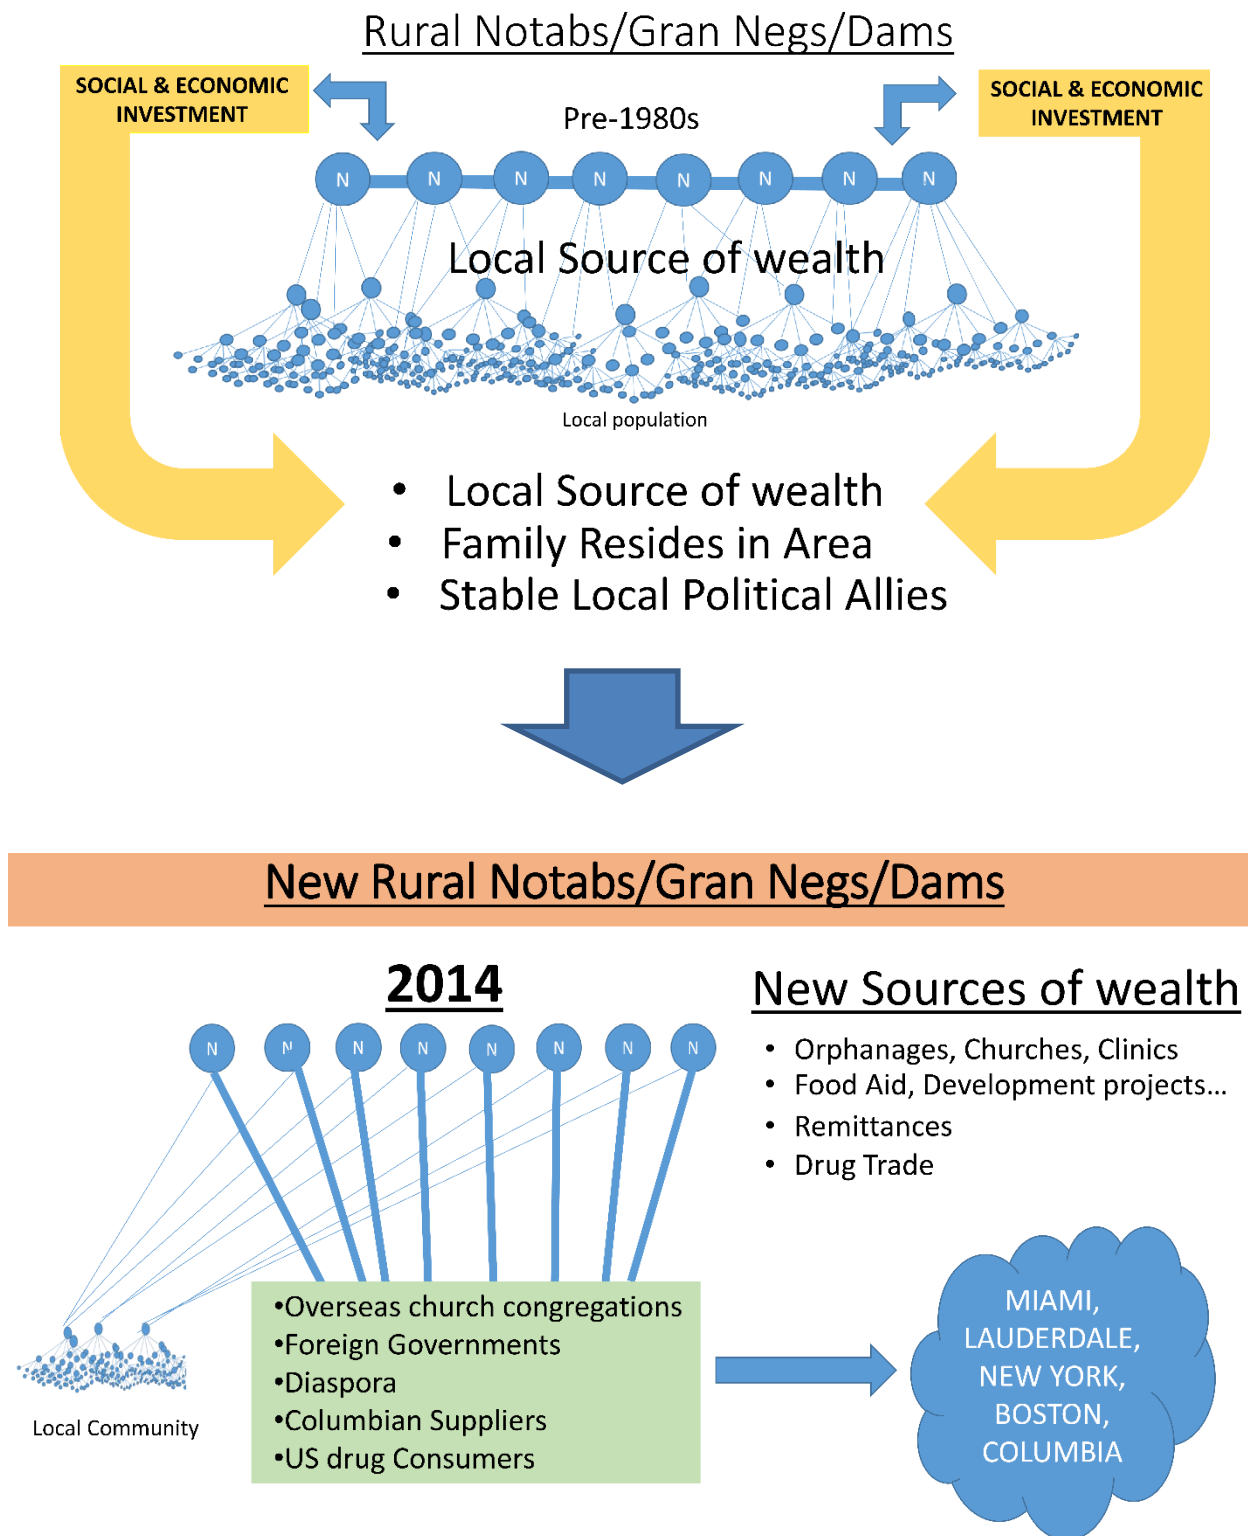 Rural Notabs/Gran Negs/Dams
SOCIAL & ECONOMIC
INVESTMENT
SOCIAL & ECONOMIC
INVESTMENT
Pre-1980s
N N N N N N N N
Local Source of wealth
Local population
• Local Source of wealth
• Family Resides in Area
• Stable Local Political Allies
New Rural Notabs/Gran Negs/Dams
2014
N N N N N N N N
New Sources of wealth
• Orphanages, Churches, Clinics
• Food Aid, Development projects...
• Remittances
• Drug Trade
•Overseas church congregations
•Foreign Governments
•Diaspora
•Columbian Suppliers
•US drug Consumers
Local Community
MIAMI,
LAUDERDALE,
NEW YORK,
BOSTON,
COLUMBIA